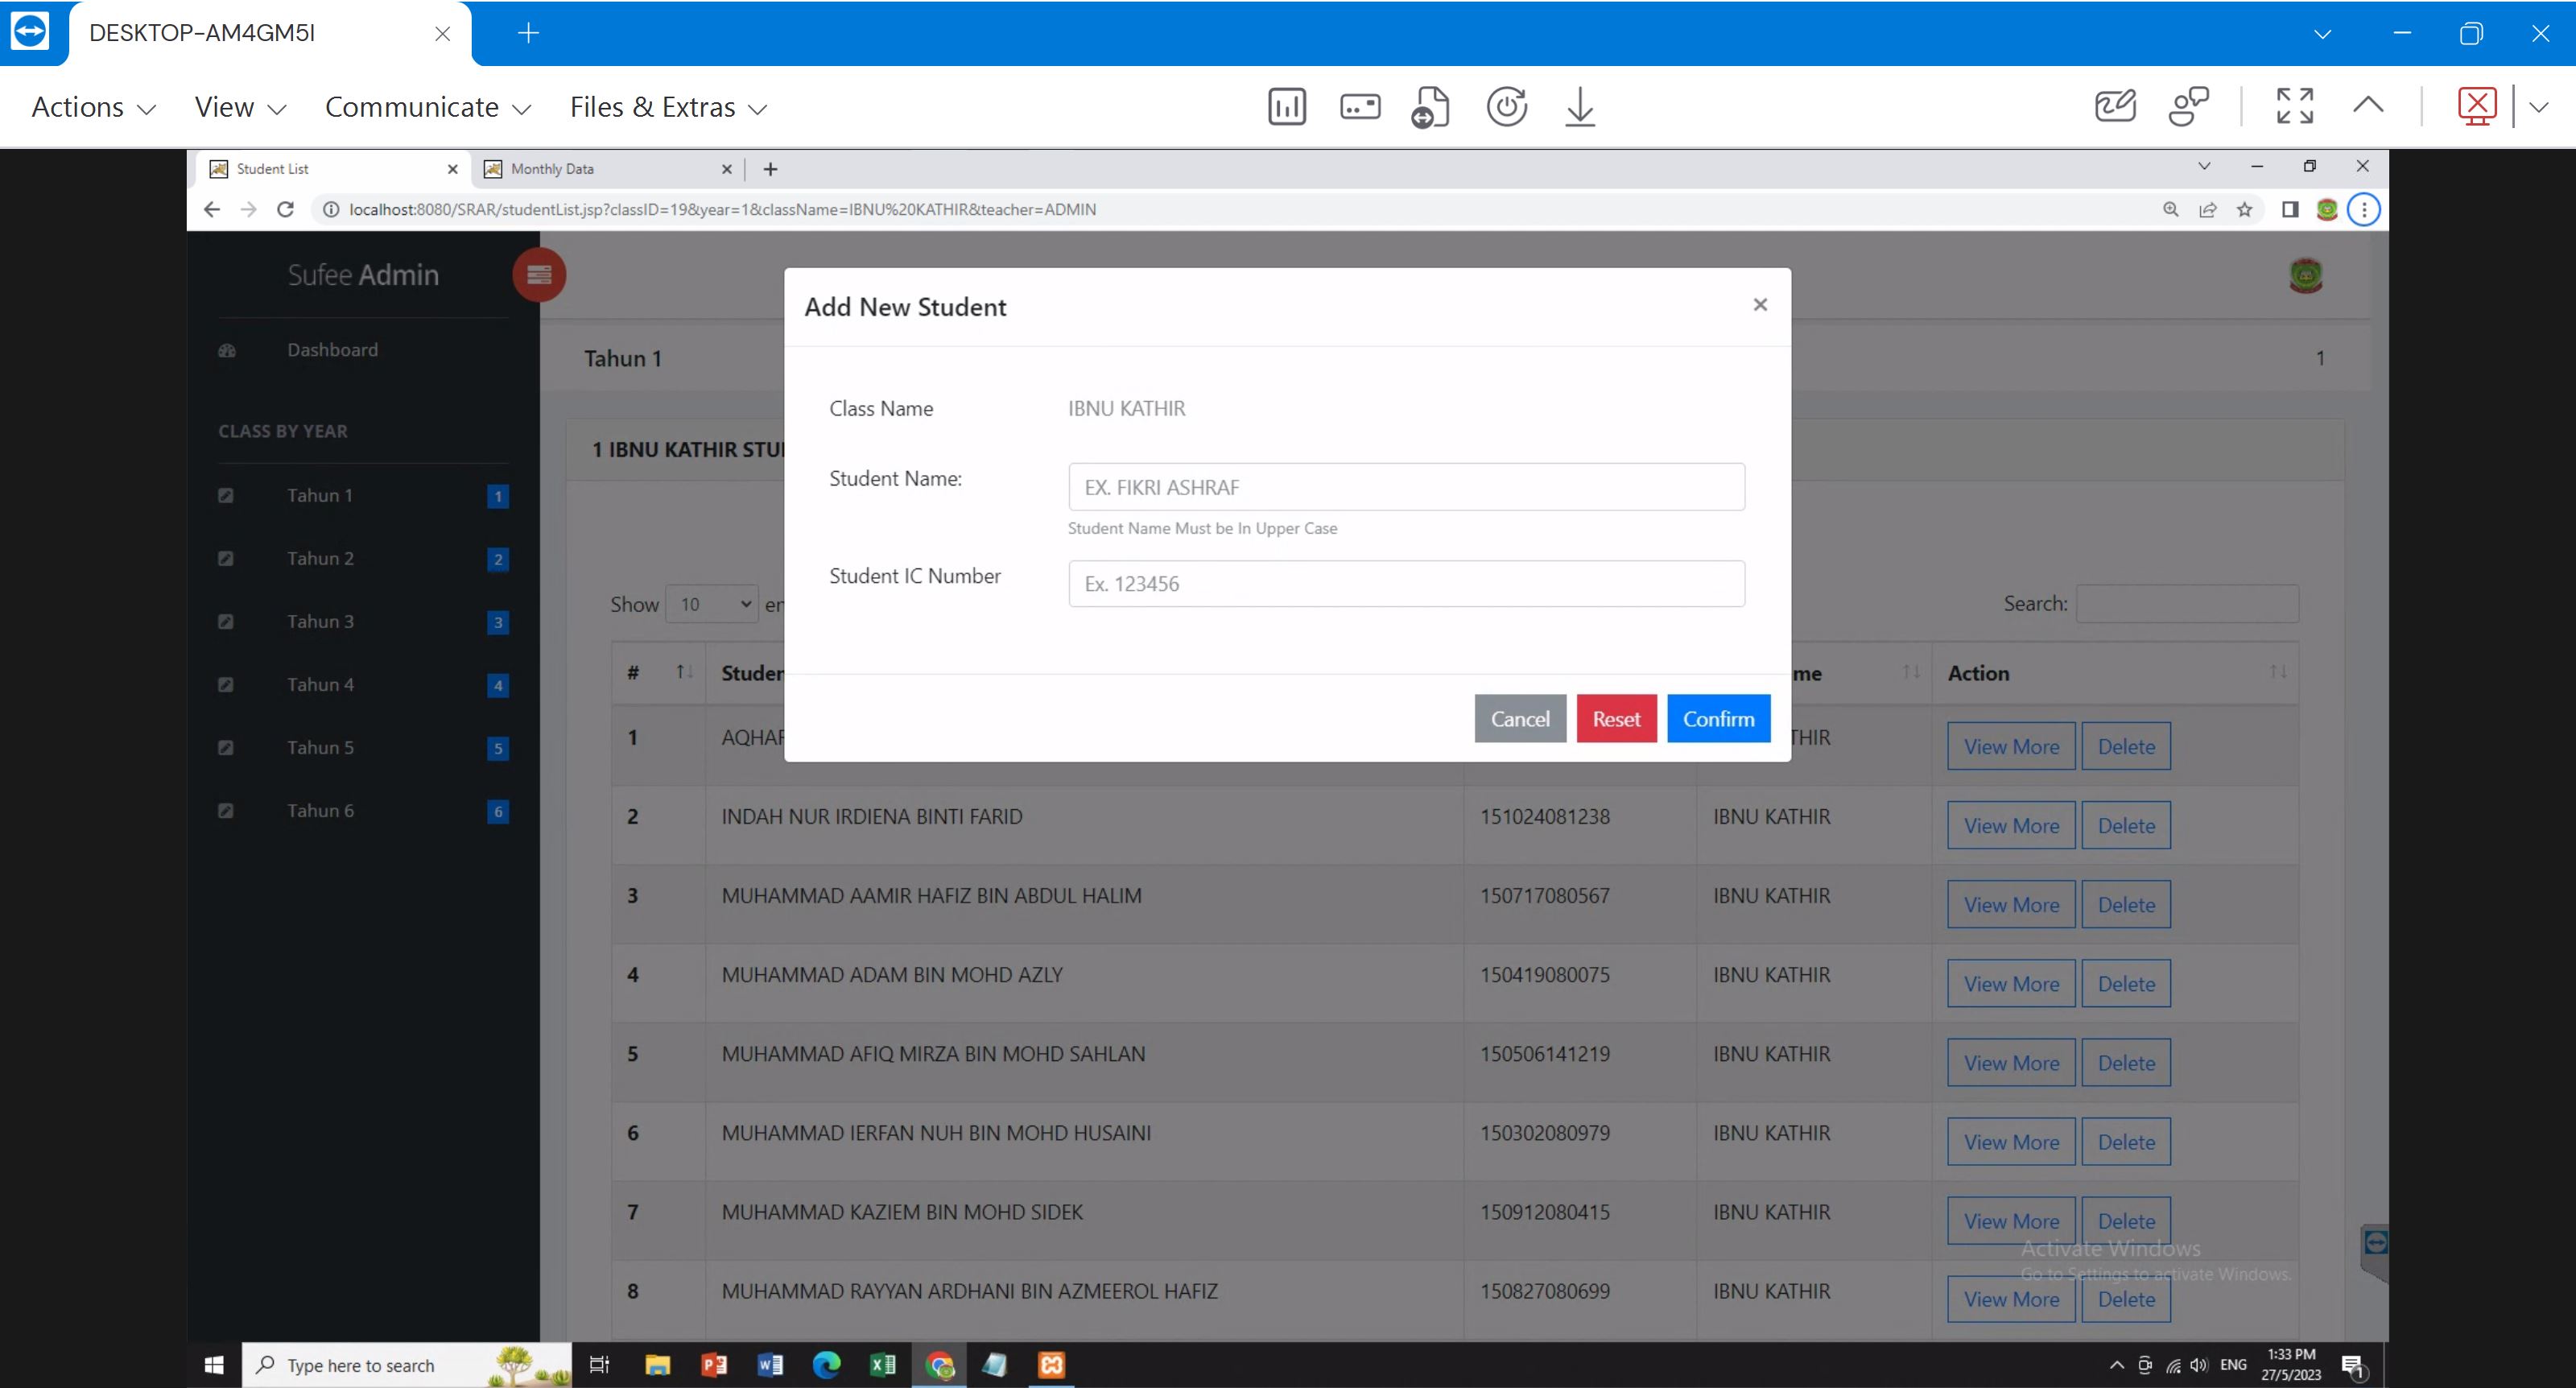 DESKTOP-AM4GM5I
Actions View Communicate Files & Extras
Student List Monthly Data
localhost:8080/SRAR/studentList.jsp?classID=19&year=1&className=IBNU%20KATHIR&teacher=ADMIN
Sufee Admin
Dashboard
CLASS BY YEAR
Tahun 1 1
Tahun 2 2
Tahun 3 3
Tahun 4 4
Tahun 5 5
Tahun 6 6
Tahun 1 1
1 IBNU KATHIR STU
Add New Student
Class Name IBNU KATHIR
Student Name: EX. FIKRI ASHRAF
Student Name Must be In Upper Case
Student IC Number Ex. 123456
Cancel Reset Confirm
Show 10 en Search:
# Studen me Action
1 AQHAR THIR View More Delete
2 INDAH NUR IRDIENA BINTI FARID 151024081238 IBNU KATHIR View More Delete
3 MUHAMMAD AAMIR HAFIZ BIN ABDUL HALIM 150717080567 IBNU KATHIR View More Delete
4 MUHAMMAD ADAM BIN MOHD AZLY 150419080075 IBNU KATHIR View More Delete
5 MUHAMMAD AFIQ MIRZA BIN MOHD SAHLAN 150506141219 IBNU KATHIR View More Delete
6 MUHAMMAD IERFAN NUH BIN MOHD HUSAINI 150302080979 IBNU KATHIR View More Delete
7 MUHAMMAD KAZIEM BIN MOHD SIDEK 150912080415 IBNU KATHIR View More Delete
8 MUHAMMAD RAYYAN ARDHANI BIN AZMEEROL HAFIZ 150827080699 IBNU KATHIR View More Delete
Activate Windows
Go to Settings to activate Windows.
Type here to search
ENG 1:33 PM
27/5/2023
1